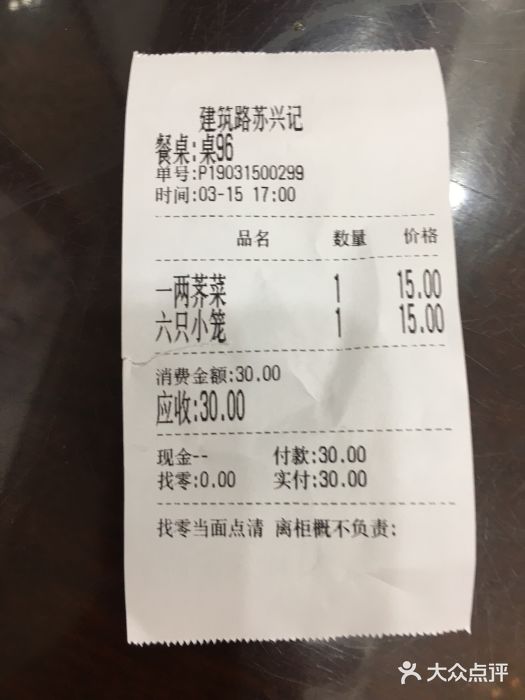 建筑路苏兴记
餐桌:桌96
单号:P19031500299
时间:03-15 17:00
品名 数量 价格
一两荠菜 1 15.00
六只小笼 1 15.00
消费金额:30.00
应收:30.00
现金-- 付款:30.00
找零:0.00 实付:30.00
找零当面点清 离柜概不负责;
大众点评